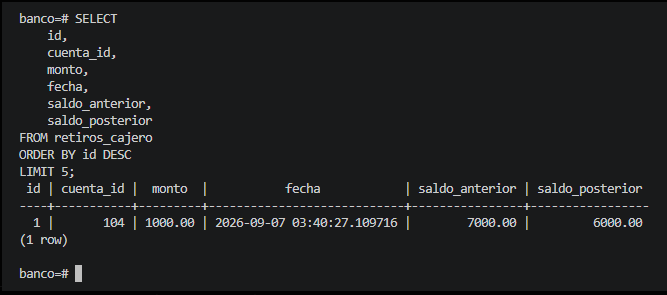 banco=# SELECT
    id,
    cuenta_id,
    monto,
    fecha,
    saldo_anterior,
    saldo_posterior
FROM retiros_cajero
ORDER BY id DESC
LIMIT 5;
 id | cuenta_id |  monto  |           fecha            | saldo_anterior | saldo_posterior
----+-----------+---------+----------------------------+----------------+-----------------
  1 |       104 | 1000.00 | 2026-09-07 03:40:27.109716 |        7000.00 |         6000.00
(1 row)

banco=#